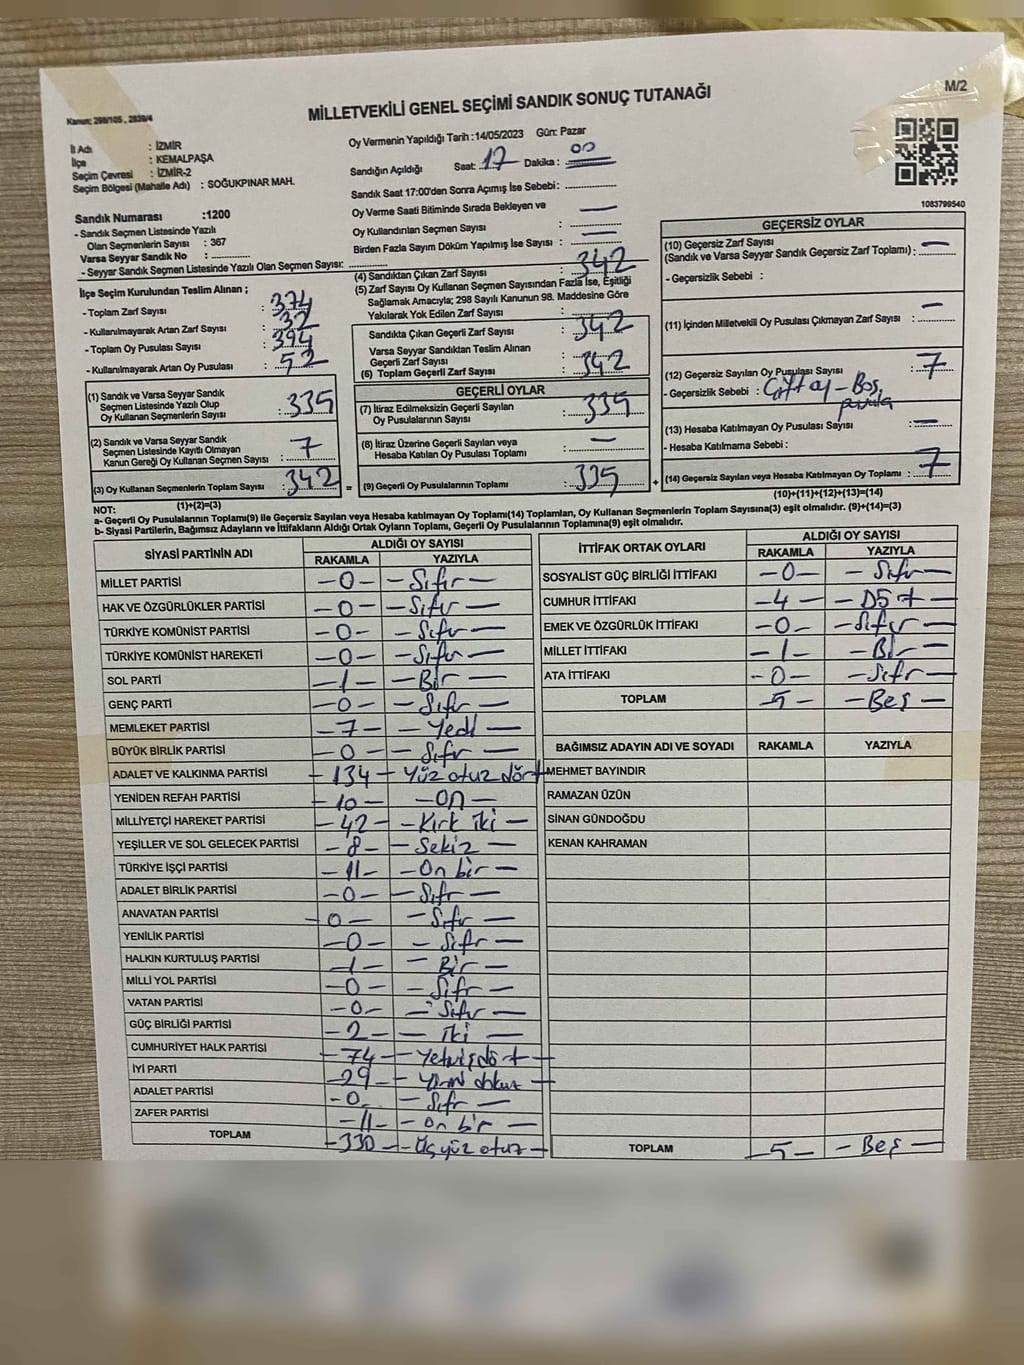 M/2
MİLLETVEKİLİ GENEL SEÇİMİ SANDIK SONUÇ TUTANAĞI
Kanun: 298/105, 2839/4
İl Adı : İZMİR
İlçe : KEMALPAŞA
Seçim Çevresi : İZMİR-2
Seçim Bölgesi (Mahalle Adı) : SOĞUKPINAR MAH.
Oy Vermenin Yapıldığı Tarih :14/05/2023 Gün: Pazar
Sandığın Açıldığı Saat: 17 Dakika : 00
Sandık Saat 17:00'den Sonra Açımış İse Sebebi:
Oy Verme Saati Bitiminde Sırada Bekleyen ve
Oy Kullandırılan Seçmen Sayısı : —
Birden Fazla Sayım Döküm Yapılmış İse Sayısı : —
1083799540
Sandık Numarası :1200
- Sandık Seçmen Listesinde Yazılı
Olan Seçmenlerin Sayısı : 367
Varsa Seyyar Sandık No :
- Seyyar Sandık Seçmen Listesinde Yazılı Olan Seçmen Sayısı:
İlçe Seçim Kurulundan Teslim Alınan ;
- Toplam Zarf Sayısı : 374
- Kullanılmayarak Artan Zarf Sayısı : 32
- Toplam Oy Pusulası Sayısı : 394
- Kullanılmayarak Artan Oy Pusulası : 52
(1) Sandık ve Varsa Seyyar Sandık
Seçmen Listesinde Yazılı Olup
Oy Kullanan Seçmenlerin Sayısı : 335
(2) Sandık ve Varsa Seyyar Sandık
Seçmen Listesinde Kayıtlı Olmayan
Kanun Gereği Oy Kullanan Seçmen Sayısı : 7
(3) Oy Kullanan Seçmenlerin Toplam Sayısı : 342 =
(1)+(2)=(3)
(4) Sandıktan Çıkan Zarf Sayısı : 342
(5) Zarf Sayısı Oy Kullanan Seçmen Sayısından Fazla İse, Eşitliği
Sağlamak Amacıyla; 298 Sayılı Kanunun 98. Maddesine Göre
Yakılarak Yok Edilen Zarf Sayısı :
Sandıkta Çıkan Geçerli Zarf Sayısı : 342
Varsa Seyyar Sandıktan Teslim Alınan
Geçerli Zarf Sayısı :
(6) Toplam Geçerli Zarf Sayısı : 342
GEÇERLİ OYLAR
(7) İtiraz Edilmeksizin Geçerli Sayılan
Oy Pusulalarının Sayısı : 335
(8) İtiraz Üzerine Geçerli Sayılan veya
Hesaba Katılan Oy Pusulası Toplamı : —
(9) Geçerli Oy Pusulalarının Toplamı : 335 +
GEÇERSİZ OYLAR
(10) Geçersiz Zarf Sayısı
(Sandık ve Varsa Seyyar Sandık Geçersiz Zarf Toplamı) : —
- Geçersizlik Sebebi :
(11) İçinden Milletvekili Oy Pusulası Çıkmayan Zarf Sayısı : —
(12) Geçersiz Sayılan Oy Pusulası Sayısı : 7
- Geçersizlik Sebebi : Çift oy - Boş
pusula
(13) Hesaba Katılmayan Oy Pusulası Sayısı : —
- Hesaba Katılmama Sebebi :
(14) Geçersiz Sayılan veya Hesaba Katılmayan Oy Toplamı : 7
(10)+(11)+(12)+(13)=(14)
NOT:
a- Geçerli Oy Pusulalarının Toplamı(9) ile Geçersiz Sayılan veya Hesaba katılmayan Oy Toplamı(14) Toplamları, Oy Kullanan Seçmenlerin Toplam Sayısına(3) eşit olmalıdır. (9)+(14)=(3)
b- Siyasi Partilerin, Bağımsız Adayların ve İttifakların Aldığı Ortak Oyların Toplamı, Geçerli Oy Pusulalarının Toplamına(9) eşit olmalıdır.
SİYASİ PARTİNİN ADI ALDIĞI OY SAYISI
RAKAMLA YAZIYLA
MİLLET PARTİSİ -0- - Sıfır -
HAK VE ÖZGÜRLÜKLER PARTİSİ -0- - Sıfır -
TÜRKİYE KOMÜNİST PARTİSİ -0- - Sıfır -
TÜRKİYE KOMÜNİST HAREKETİ -0- - Sıfır -
SOL PARTİ -1- - Bir -
GENÇ PARTİ -0- - Sıfır -
MEMLEKET PARTİSİ -7- - Yedi -
BÜYÜK BİRLİK PARTİSİ -0- - Sıfır -
ADALET VE KALKINMA PARTİSİ -134- Yüz otuz dört -
YENİDEN REFAH PARTİSİ -10- - On -
MİLLİYETÇİ HAREKET PARTİSİ -42- - Kırk iki -
YEŞİLLER VE SOL GELECEK PARTİSİ -8- - Sekiz -
TÜRKİYE İŞÇİ PARTİSİ -11- - On bir -
ADALET BİRLİK PARTİSİ -0- - Sıfır -
ANAVATAN PARTİSİ -0- - Sıfır -
YENİLİK PARTİSİ -0- - Sıfır -
HALKIN KURTULUŞ PARTİSİ -1- - Bir -
MİLLİ YOL PARTİSİ -0- - Sıfır -
VATAN PARTİSİ -0- - Sıfır -
GÜÇ BİRLİĞİ PARTİSİ -2- - iki -
CUMHURİYET HALK PARTİSİ -74- - Yetmiş dört -
İYİ PARTİ -29- - Yirmi dokuz -
ADALET PARTİSİ -0- - Sıfır -
ZAFER PARTİSİ -11- - On bir -
TOPLAM -330- - Üç yüz otuz -
İTTİFAK ORTAK OYLARI ALDIĞI OY SAYISI
RAKAMLA YAZIYLA
SOSYALİST GÜÇ BİRLİĞİ İTTİFAKI -0- - Sıfır -
CUMHUR İTTİFAKI -4- - Dört -
EMEK VE ÖZGÜRLÜK İTTİFAKI -0- - Sıfır -
MİLLET İTTİFAKI -1- - Bir -
ATA İTTİFAKI -0- - Sıfır -
TOPLAM -5- - Beş -
BAĞIMSIZ ADAYIN ADI VE SOYADI RAKAMLA YAZIYLA
MEHMET BAYINDIR
RAMAZAN ÜZÜN
SİNAN GÜNDOĞDU
KENAN KAHRAMAN
TOPLAM -5- - Beş -